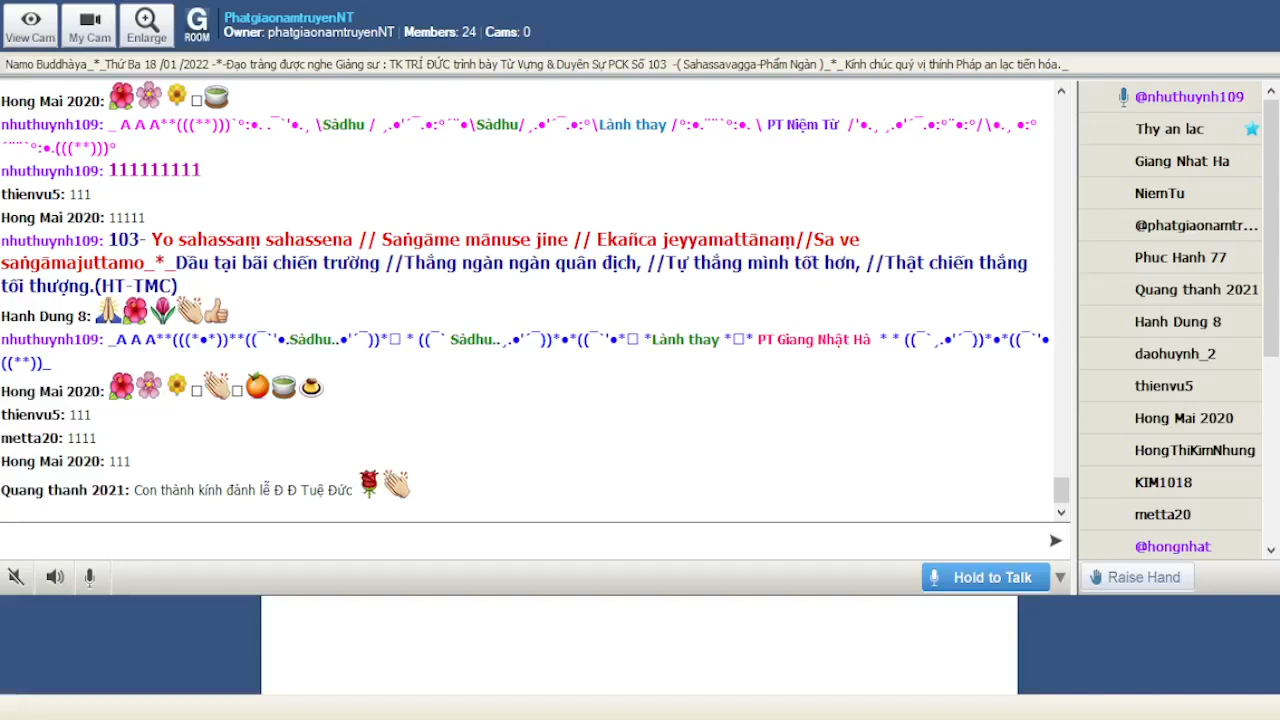 View Cam
My Cam
Enlarge
G ROOM
PhatgiaonamtruyenNT
Owner: phatgiaonamtruyenNT | Members: 24 | Cams: 0
Namo Buddhàya_*_Thứ Ba 18 /01 /2022 -*-Đạo tràng được nghe Giảng sư : TK TRÍ ĐỨC trình bày Từ Vựng & Duyên Sự PCK Số 103 -( Sahassavagga-Phẩm Ngàn )_*_Kính chúc quý vị thính Pháp an lạc tiến hóa._
Hong Mai 2020:
nhuthuynh109: _ A A A**(((**)))`°:•. .¯`'•.¸ \Sàdhu / ¸.•'´¯.•:°´¨•\Sàdhu/¸.•'´¯.•:°\Lành thay /°:•.¨¨`°:•. \ PT Niệm Từ /'•.¸ ¸.•'´¯.•:°¨•:°/\•.¸ •:°
´¨¨`°:•.(((**)))°
nhuthuynh109: 111111111
thienvu5: 111
Hong Mai 2020: 11111
nhuthuynh109: 103- Yo sahassaṃ sahassena // Saṅgāme mānuse jine // Ekañca jeyyamattānaṃ//Sa ve
saṅgāmajuttamo_*_Dầu tại bãi chiến trường //Thắng ngàn ngàn quân địch, //Tự thắng mình tốt hơn, //Thật chiến thắng
tối thượng.(HT-TMC)
Hanh Dung 8:
nhuthuynh109: _A A A**(((*•*))**((¯`'•.Sàdhu..•'´¯))*□ * ((¯` Sàdhu..¸.•'´¯))*•*((¯`'•*□ *Lành thay *□* PT Giang Nhật Hà * * ((¯`¸.•'´¯))*•*((¯`'•
((**))_
Hong Mai 2020:
thienvu5: 111
metta20: 1111
Hong Mai 2020: 111
Quang thanh 2021: Con thành kính đảnh lễ Đ Đ Tuệ Đức
Hold to Talk
@nhuthuynh109
Thy an lac
Giang Nhat Ha
NiemTu
@phatgiaonamtr...
Phuc Hanh 77
Quang thanh 2021
Hanh Dung 8
daohuynh_2
thienvu5
Hong Mai 2020
HongThiKimNhung
KIM1018
metta20
@hongnhat
Raise Hand